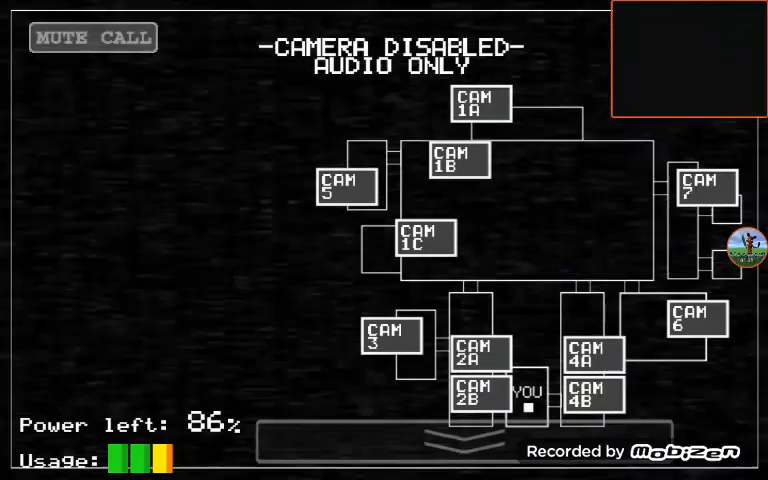 MUTE CALL
-CAMERA DISABLED-
AUDIO ONLY
CAM
1A
CAM
1B
CAM
5
CAM
7
CAM
1C
CAM
3
CAM
6
CAM
2A
CAM
4A
CAM
2B
YOU
CAM
4B
Power left: 86%
Usage:
Recorded by MOBIZEN